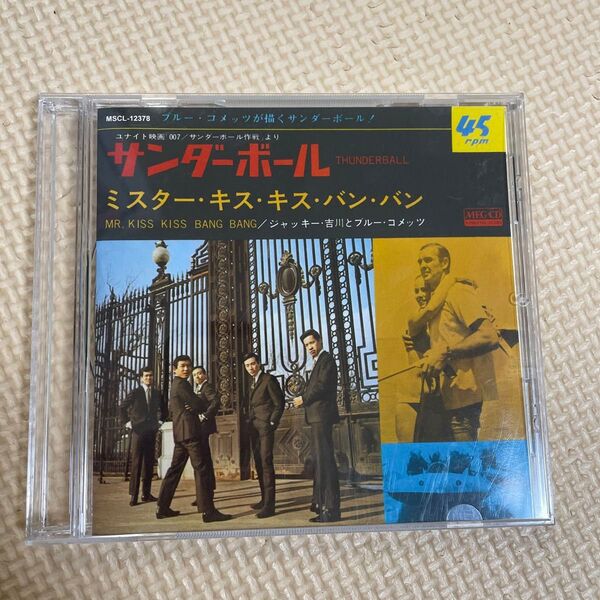 MSCL-12378
ブルー・コメッツが描くサンダーボール!
45
rpm
ユナイト映画「007/サンダーボール作戦」より
サンダーボール THUNDERBALL
ミスター・キス・キス・バン・バン
MR. KISS KISS BANG BANG/ジャッキー・吉川とブルー・コメッツ
MEG-CD